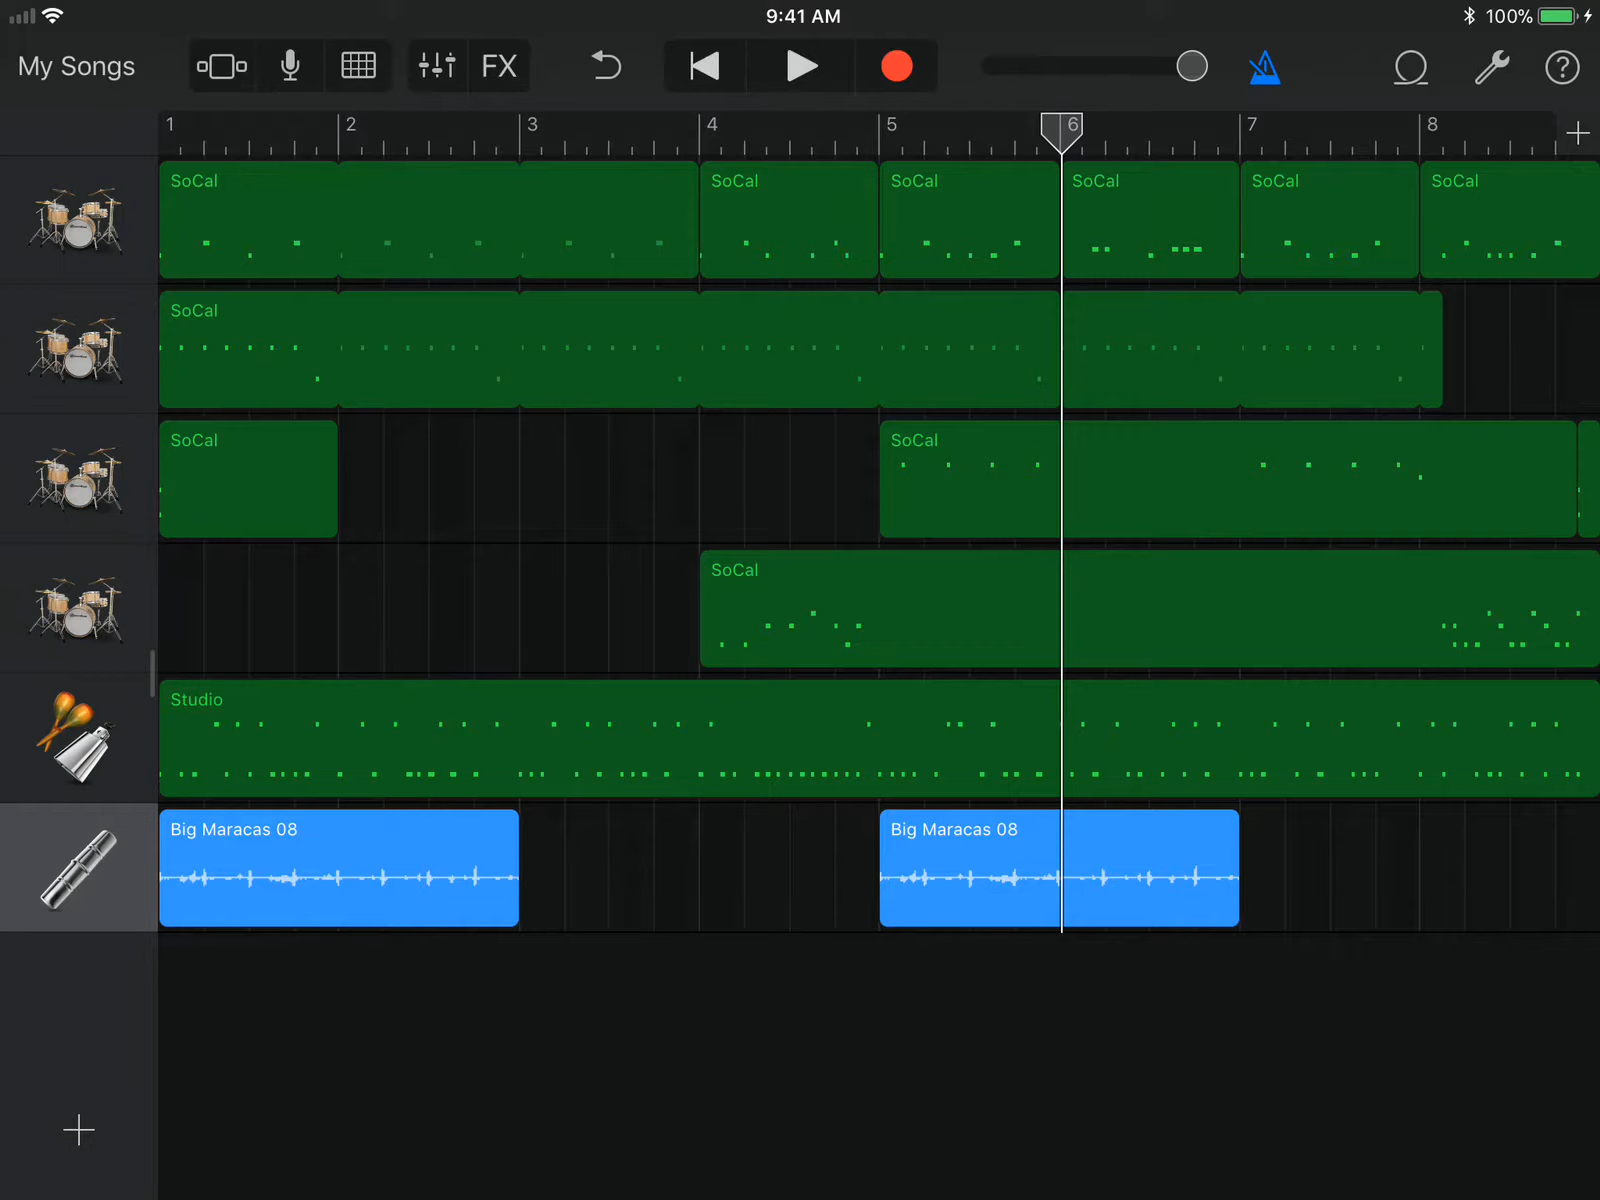 9:41 AM
100%
My Songs
FX
?
1 2 3 4 5 6 7 8
SoCal SoCal SoCal SoCal SoCal SoCal
SoCal
SoCal SoCal
SoCal
Studio
Big Maracas 08 Big Maracas 08